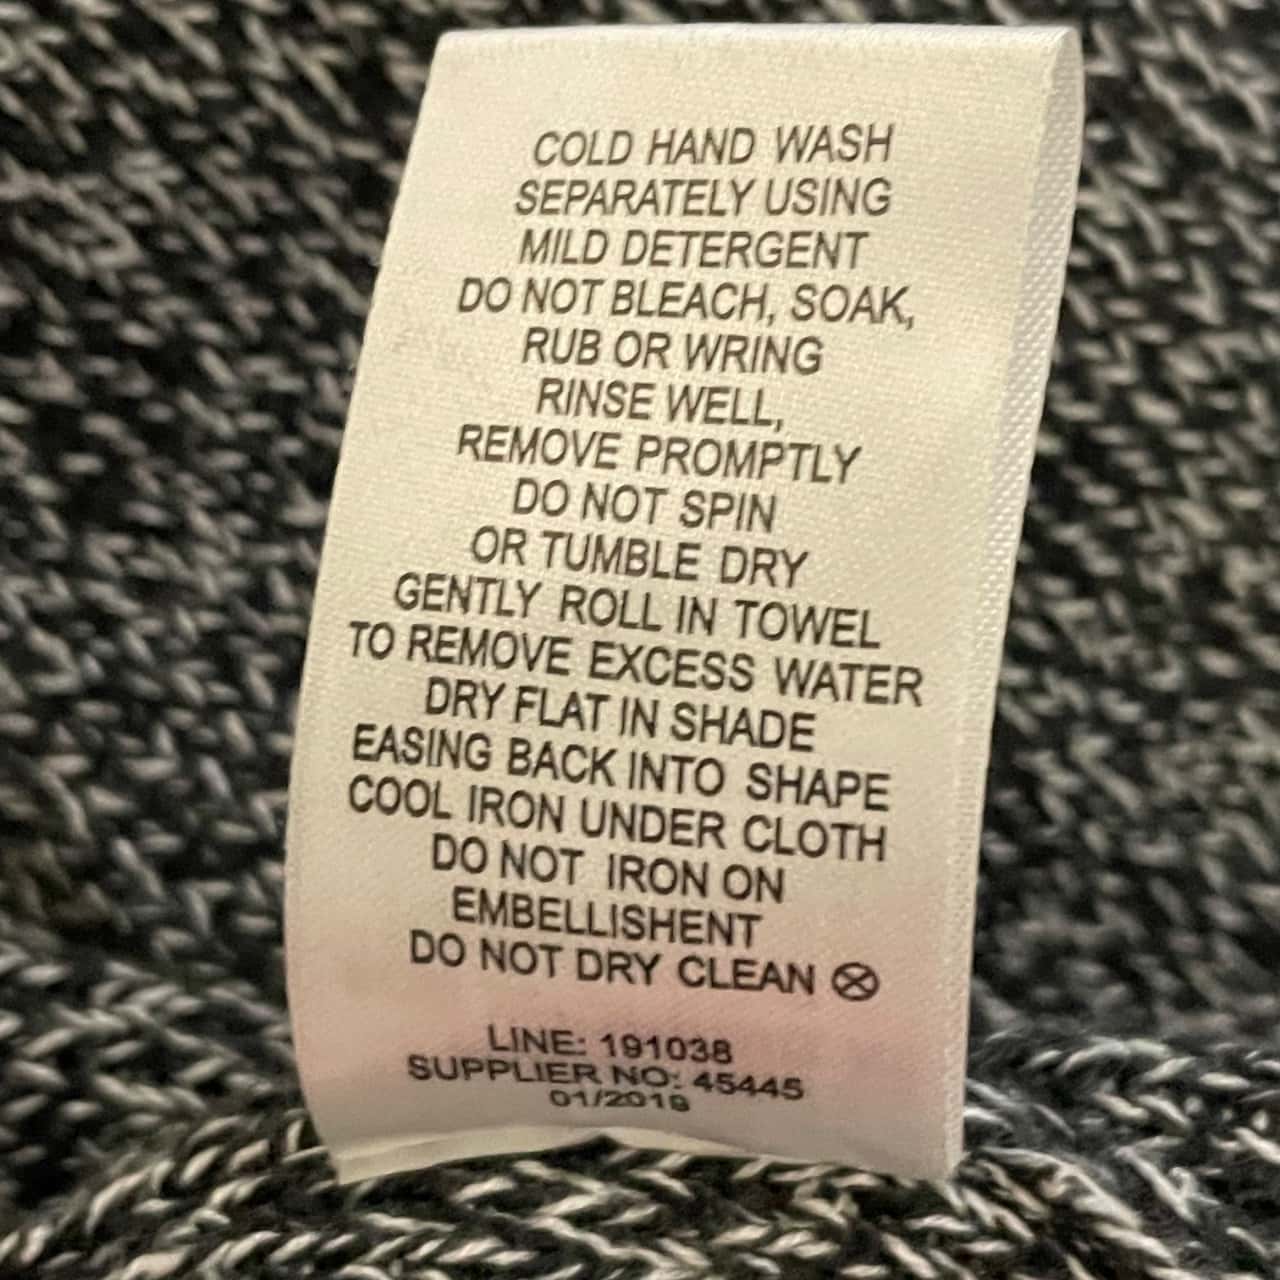 COLD HAND WASH
SEPARATELY USING
MILD DETERGENT
DO NOT BLEACH, SOAK,
RUB OR WRING
RINSE WELL,
REMOVE PROMPTLY
DO NOT SPIN
OR TUMBLE DRY
GENTLY ROLL IN TOWEL
TO REMOVE EXCESS WATER
DRY FLAT IN SHADE
EASING BACK INTO SHAPE
COOL IRON UNDER CLOTH
DO NOT IRON ON
EMBELLISHENT
DO NOT DRY CLEAN
LINE: 191038
SUPPLIER NO: 45445